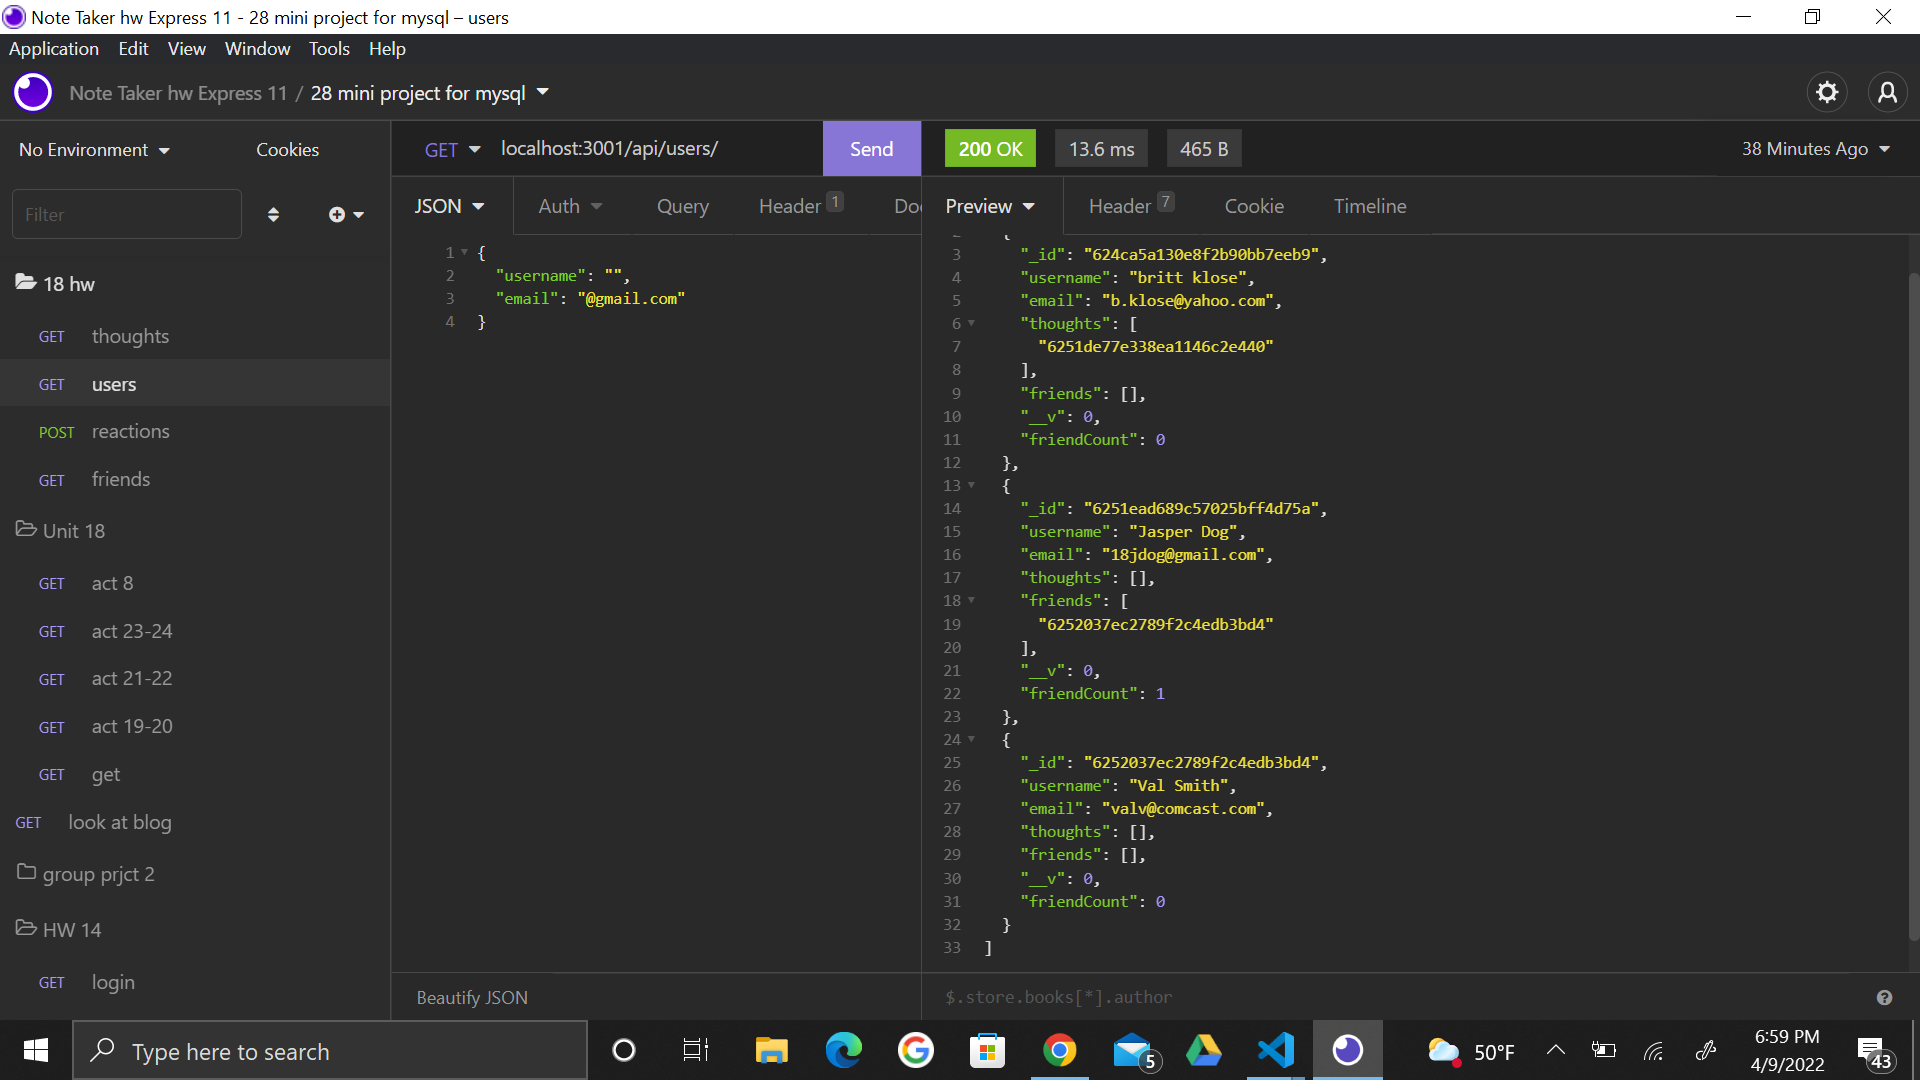 Note Taker hw Express 11 - 28 mini project for mysql – users
Application Edit View Window Tools Help
Note Taker hw Express 11 / 28 mini project for mysql
No Environment Cookies
Filter
18 hw
GET thoughts
GET users
POST reactions
GET friends
Unit 18
GET act 8
GET act 23-24
GET act 21-22
GET act 19-20
GET get
GET look at blog
group prjct 2
HW 14
GET login
GET localhost:3001/api/users/ Send
JSON Auth Query Header 1 Doc
1 {
2 "username": "",
3 "email": "@gmail.com"
4 }
Beautify JSON
200 OK 13.6 ms 465 B 38 Minutes Ago
Preview Header 7 Cookie Timeline
2 {
3 "_id": "624ca5a130e8f2b90bb7eeb9",
4 "username": "britt klose",
5 "email": "b.klose@yahoo.com",
6 "thoughts": [
7 "6251de77e338ea1146c2e440"
8 ],
9 "friends": [],
10 "__v": 0,
11 "friendCount": 0
12 },
13 {
14 "_id": "6251ead689c57025bff4d75a",
15 "username": "Jasper Dog",
16 "email": "18jdog@gmail.com",
17 "thoughts": [],
18 "friends": [
19 "6252037ec2789f2c4edb3bd4"
20 ],
21 "__v": 0,
22 "friendCount": 1
23 },
24 {
25 "_id": "6252037ec2789f2c4edb3bd4",
26 "username": "Val Smith",
27 "email": "valv@comcast.com",
28 "thoughts": [],
29 "friends": [],
30 "__v": 0,
31 "friendCount": 0
32 }
33 ]
$.store.books[*].author
Type here to search
5
50°F
6:59 PM
4/9/2022
43